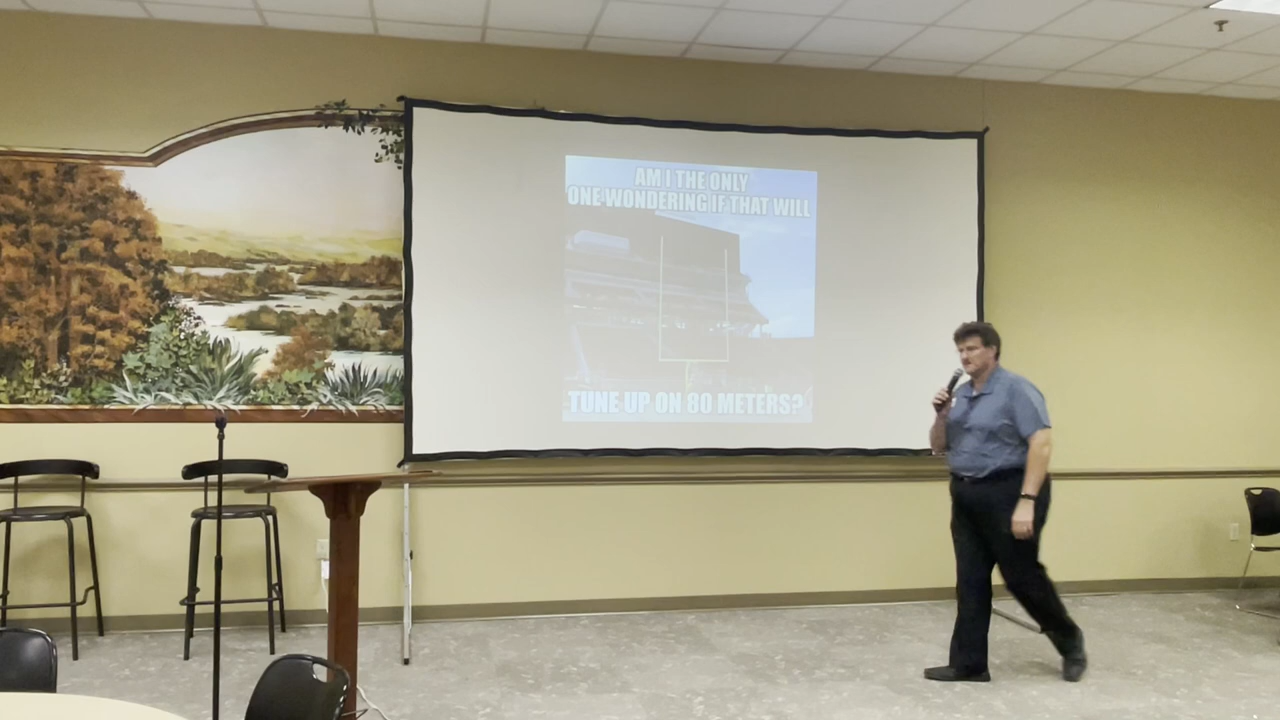 AM I THE ONLY
ONE WONDERING IF THAT WILL
TUNE UP ON 80 METERS?